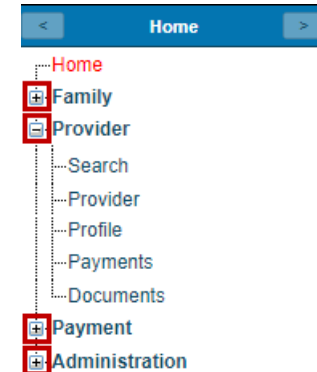 < Home >
Home
+ Family
- Provider
Search
Provider
Profile
Payments
Documents
+ Payment
+ Administration